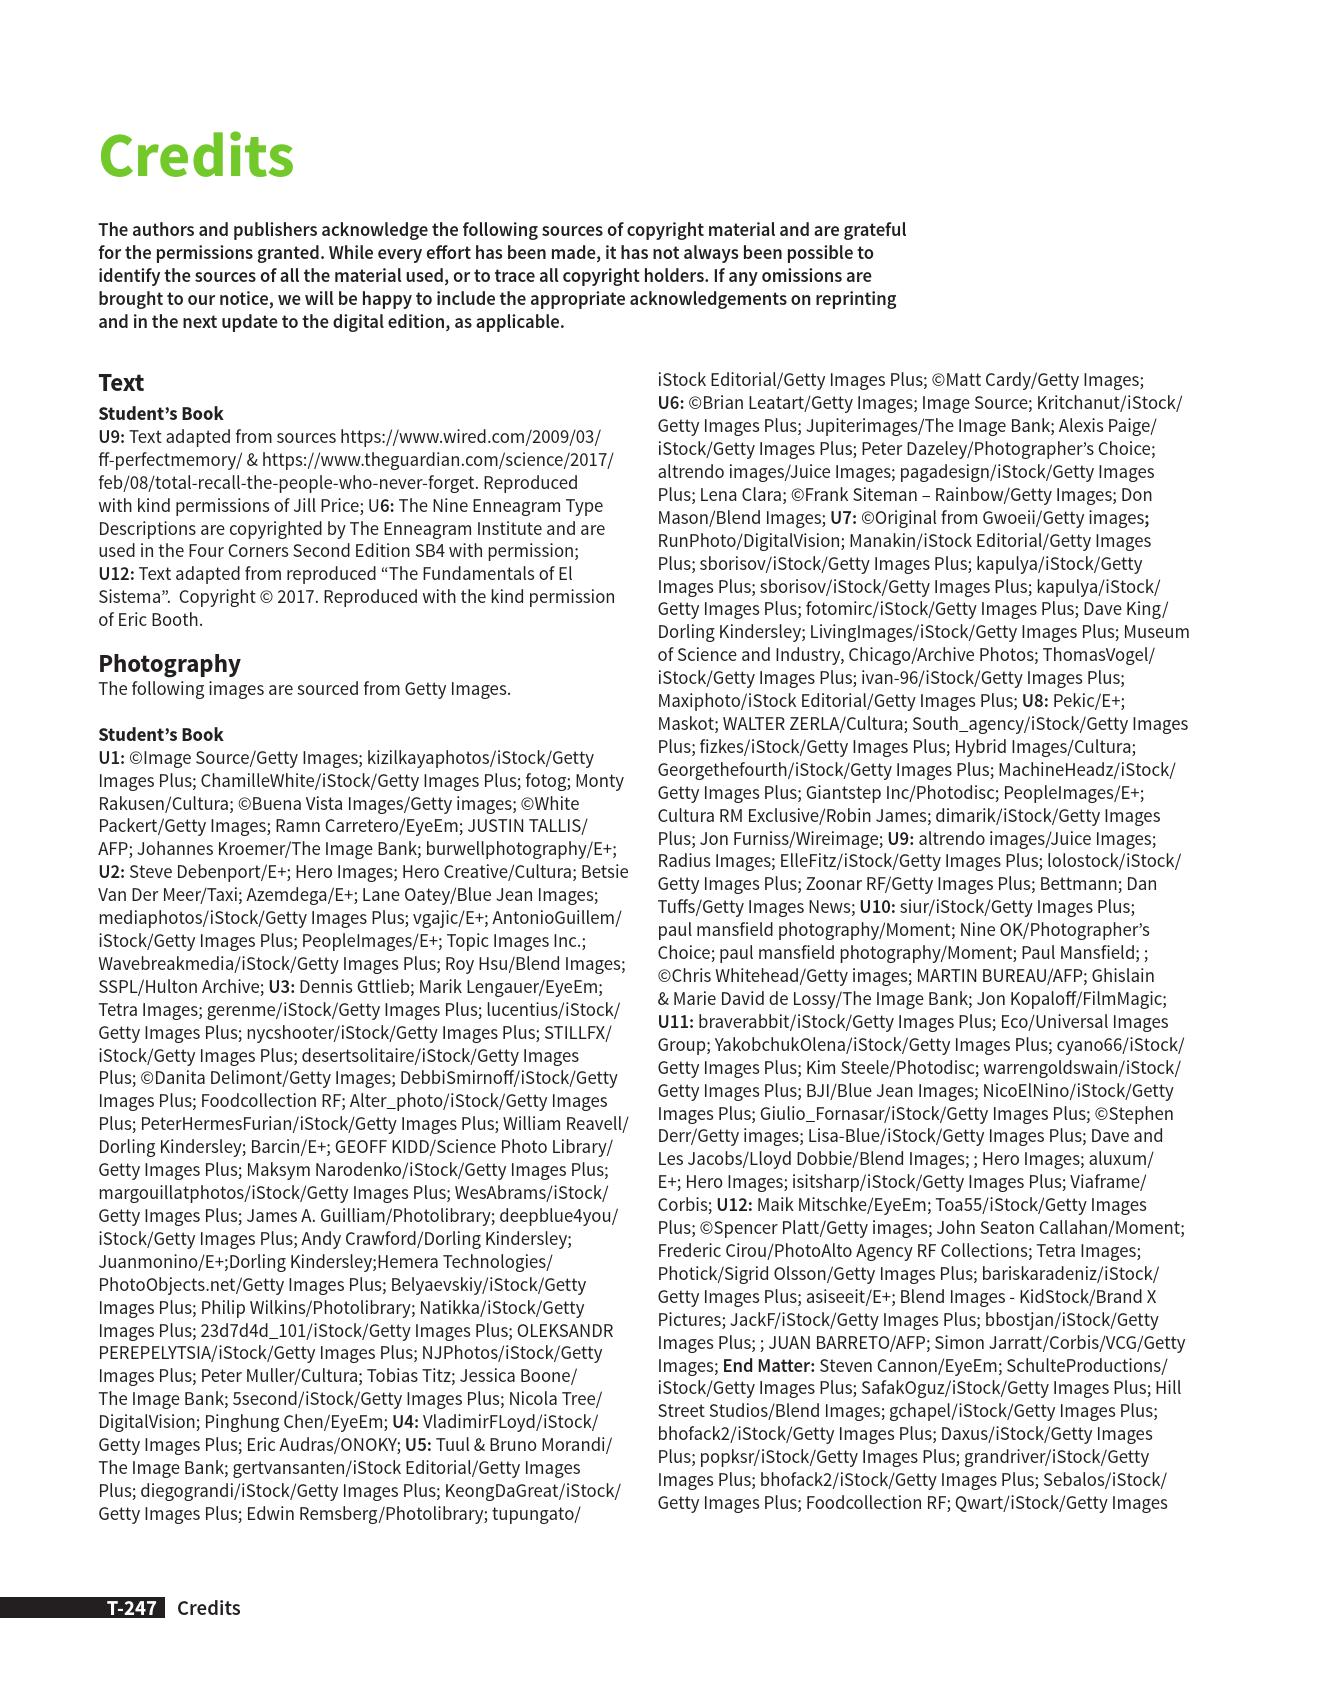 Credits
The authors and publishers acknowledge the following sources of copyright material and are grateful
for the permissions granted. While every effort has been made, it has not always been possible to
identify the sources of all the material used, or to trace all copyright holders. If any omissions are
brought to our notice, we will be happy to include the appropriate acknowledgements on reprinting
and in the next update to the digital edition, as applicable.
Text
Student’s Book
U9: Text adapted from sources https://www.wired.com/2009/03/
ff-perfectmemory/ & https://www.theguardian.com/science/2017/
feb/08/total-recall-the-people-who-never-forget. Reproduced
with kind permissions of Jill Price; U6: The Nine Enneagram Type
Descriptions are copyrighted by The Enneagram Institute and are
used in the Four Corners Second Edition SB4 with permission;
U12: Text adapted from reproduced “The Fundamentals of El
Sistema”.  Copyright © 2017. Reproduced with the kind permission
of Eric Booth.
Photography
The following images are sourced from Getty Images.
Student’s Book
U1: ©Image Source/Getty Images; kizilkayaphotos/iStock/Getty
Images Plus; ChamilleWhite/iStock/Getty Images Plus; fotog; Monty
Rakusen/Cultura; ©Buena Vista Images/Getty images; ©White
Packert/Getty Images; Ramn Carretero/EyeEm; JUSTIN TALLIS/
AFP; Johannes Kroemer/The Image Bank; burwellphotography/E+;
U2: Steve Debenport/E+; Hero Images; Hero Creative/Cultura; Betsie
Van Der Meer/Taxi; Azemdega/E+; Lane Oatey/Blue Jean Images;
mediaphotos/iStock/Getty Images Plus; vgajic/E+; AntonioGuillem/
iStock/Getty Images Plus; PeopleImages/E+; Topic Images Inc.;
Wavebreakmedia/iStock/Getty Images Plus; Roy Hsu/Blend Images;
SSPL/Hulton Archive; U3: Dennis Gttlieb; Marik Lengauer/EyeEm;
Tetra Images; gerenme/iStock/Getty Images Plus; lucentius/iStock/
Getty Images Plus; nycshooter/iStock/Getty Images Plus; STILLFX/
iStock/Getty Images Plus; desertsolitaire/iStock/Getty Images
Plus; ©Danita Delimont/Getty Images; DebbiSmirnoff/iStock/Getty
Images Plus; Foodcollection RF; Alter_photo/iStock/Getty Images
Plus; PeterHermesFurian/iStock/Getty Images Plus; William Reavell/
Dorling Kindersley; Barcin/E+; GEOFF KIDD/Science Photo Library/
Getty Images Plus; Maksym Narodenko/iStock/Getty Images Plus;
margouillatphotos/iStock/Getty Images Plus; WesAbrams/iStock/
Getty Images Plus; James A. Guilliam/Photolibrary; deepblue4you/
iStock/Getty Images Plus; Andy Crawford/Dorling Kindersley;
Juanmonino/E+;Dorling Kindersley;Hemera Technologies/
PhotoObjects.net/Getty Images Plus; Belyaevskiy/iStock/Getty
Images Plus; Philip Wilkins/Photolibrary; Natikka/iStock/Getty
Images Plus; 23d7d4d_101/iStock/Getty Images Plus; OLEKSANDR
PEREPELYTSIA/iStock/Getty Images Plus; NJPhotos/iStock/Getty
Images Plus; Peter Muller/Cultura; Tobias Titz; Jessica Boone/
The Image Bank; 5second/iStock/Getty Images Plus; Nicola Tree/
DigitalVision; Pinghung Chen/EyeEm; U4: VladimirFLoyd/iStock/
Getty Images Plus; Eric Audras/ONOKY; U5: Tuul & Bruno Morandi/
The Image Bank; gertvansanten/iStock Editorial/Getty Images
Plus; diegograndi/iStock/Getty Images Plus; KeongDaGreat/iStock/
Getty Images Plus; Edwin Remsberg/Photolibrary; tupungato/
iStock Editorial/Getty Images Plus; ©Matt Cardy/Getty Images;
U6: ©Brian Leatart/Getty Images; Image Source; Kritchanut/iStock/
Getty Images Plus; Jupiterimages/The Image Bank; Alexis Paige/
iStock/Getty Images Plus; Peter Dazeley/Photographer’s Choice;
altrendo images/Juice Images; pagadesign/iStock/Getty Images
Plus; Lena Clara; ©Frank Siteman – Rainbow/Getty Images; Don
Mason/Blend Images; U7: ©Original from Gwoeii/Getty images;
RunPhoto/DigitalVision; Manakin/iStock Editorial/Getty Images
Plus; sborisov/iStock/Getty Images Plus; kapulya/iStock/Getty
Images Plus; sborisov/iStock/Getty Images Plus; kapulya/iStock/
Getty Images Plus; fotomirc/iStock/Getty Images Plus; Dave King/
Dorling Kindersley; LivingImages/iStock/Getty Images Plus; Museum
of Science and Industry, Chicago/Archive Photos; ThomasVogel/
iStock/Getty Images Plus; ivan-96/iStock/Getty Images Plus;
Maxiphoto/iStock Editorial/Getty Images Plus; U8: Pekic/E+;
Maskot; WALTER ZERLA/Cultura; South_agency/iStock/Getty Images
Plus; fizkes/iStock/Getty Images Plus; Hybrid Images/Cultura;
Georgethefourth/iStock/Getty Images Plus; MachineHeadz/iStock/
Getty Images Plus; Giantstep Inc/Photodisc; PeopleImages/E+;
Cultura RM Exclusive/Robin James; dimarik/iStock/Getty Images
Plus; Jon Furniss/Wireimage; U9: altrendo images/Juice Images;
Radius Images; ElleFitz/iStock/Getty Images Plus; lolostock/iStock/
Getty Images Plus; Zoonar RF/Getty Images Plus; Bettmann; Dan
Tuffs/Getty Images News; U10: siur/iStock/Getty Images Plus;
paul mansfield photography/Moment; Nine OK/Photographer’s
Choice; paul mansfield photography/Moment; Paul Mansfield; ;
©Chris Whitehead/Getty images; MARTIN BUREAU/AFP; Ghislain
& Marie David de Lossy/The Image Bank; Jon Kopaloff/FilmMagic;
U11: braverabbit/iStock/Getty Images Plus; Eco/Universal Images
Group; YakobchukOlena/iStock/Getty Images Plus; cyano66/iStock/
Getty Images Plus; Kim Steele/Photodisc; warrengoldswain/iStock/
Getty Images Plus; BJI/Blue Jean Images; NicoElNino/iStock/Getty
Images Plus; Giulio_Fornasar/iStock/Getty Images Plus; ©Stephen
Derr/Getty images; Lisa-Blue/iStock/Getty Images Plus; Dave and
Les Jacobs/Lloyd Dobbie/Blend Images; ; Hero Images; aluxum/
E+; Hero Images; isitsharp/iStock/Getty Images Plus; Viaframe/
Corbis; U12: Maik Mitschke/EyeEm; Toa55/iStock/Getty Images
Plus; ©Spencer Platt/Getty images; John Seaton Callahan/Moment;
Frederic Cirou/PhotoAlto Agency RF Collections; Tetra Images;
Photick/Sigrid Olsson/Getty Images Plus; bariskaradeniz/iStock/
Getty Images Plus; asiseeit/E+; Blend Images - KidStock/Brand X
Pictures; JackF/iStock/Getty Images Plus; bbostjan/iStock/Getty
Images Plus; ; JUAN BARRETO/AFP; Simon Jarratt/Corbis/VCG/Getty
Images; End Matter: Steven Cannon/EyeEm; SchulteProductions/
iStock/Getty Images Plus; SafakOguz/iStock/Getty Images Plus; Hill
Street Studios/Blend Images; gchapel/iStock/Getty Images Plus;
bhofack2/iStock/Getty Images Plus; Daxus/iStock/Getty Images
Plus; popksr/iStock/Getty Images Plus; grandriver/iStock/Getty
Images Plus; bhofack2/iStock/Getty Images Plus; Sebalos/iStock/
Getty Images Plus; Foodcollection RF; Qwart/iStock/Getty Images
T-247 Credits